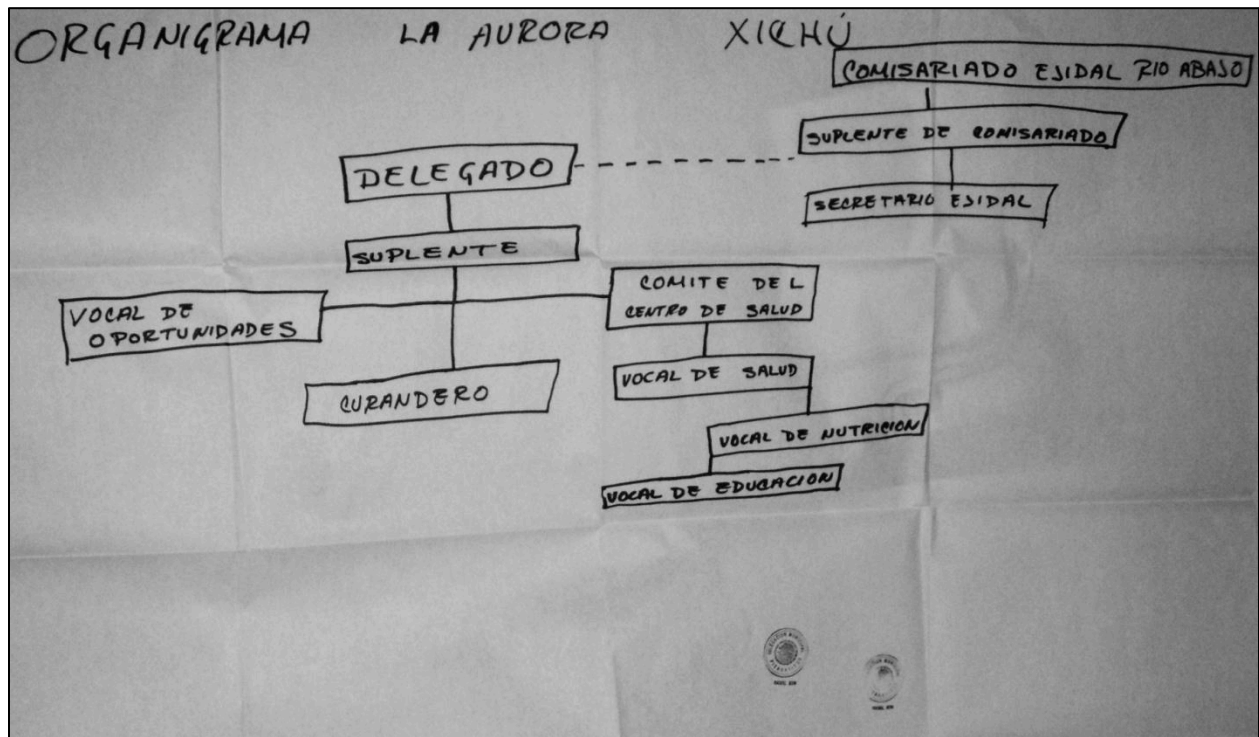 ORGANIGRAMA LA AURORA XICHÚ
COMISARIADO EJIDAL RIO ABAJO
SUPLENTE DE COMISARIADO
SECRETARIO EJIDAL
DELEGADO
SUPLENTE
VOCAL DE
OPORTUNIDADES
COMITE DEL
CENTRO DE SALUD
CURANDERO
VOCAL DE SALUD
VOCAL DE NUTRICION
VOCAL DE EDUCACION